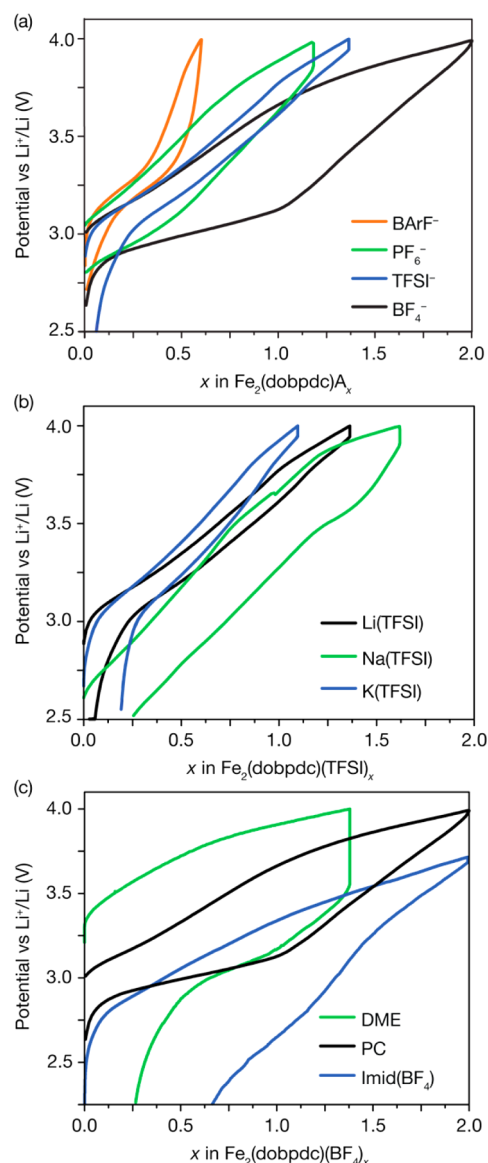 (a)
Potential vs Li⁺/Li (V)
4.0
3.5
3.0
2.5
BArF⁻
PF₆⁻
TFSI⁻
BF₄⁻
0.0 0.5 1.0 1.5 2.0
x in Fe₂(dobpdc)Aₓ
(b)
Potential vs Li⁺/Li (V)
4.0
3.5
3.0
2.5
Li(TFSI)
Na(TFSI)
K(TFSI)
0.0 0.5 1.0 1.5 2.0
x in Fe₂(dobpdc)(TFSI)ₓ
(c)
Potential vs Li⁺/Li (V)
4.0
3.5
3.0
2.5
DME
PC
Imid(BF₄)
0.0 0.5 1.0 1.5 2.0
x in Fe₂(dobpdc)(BF₄)ₓ